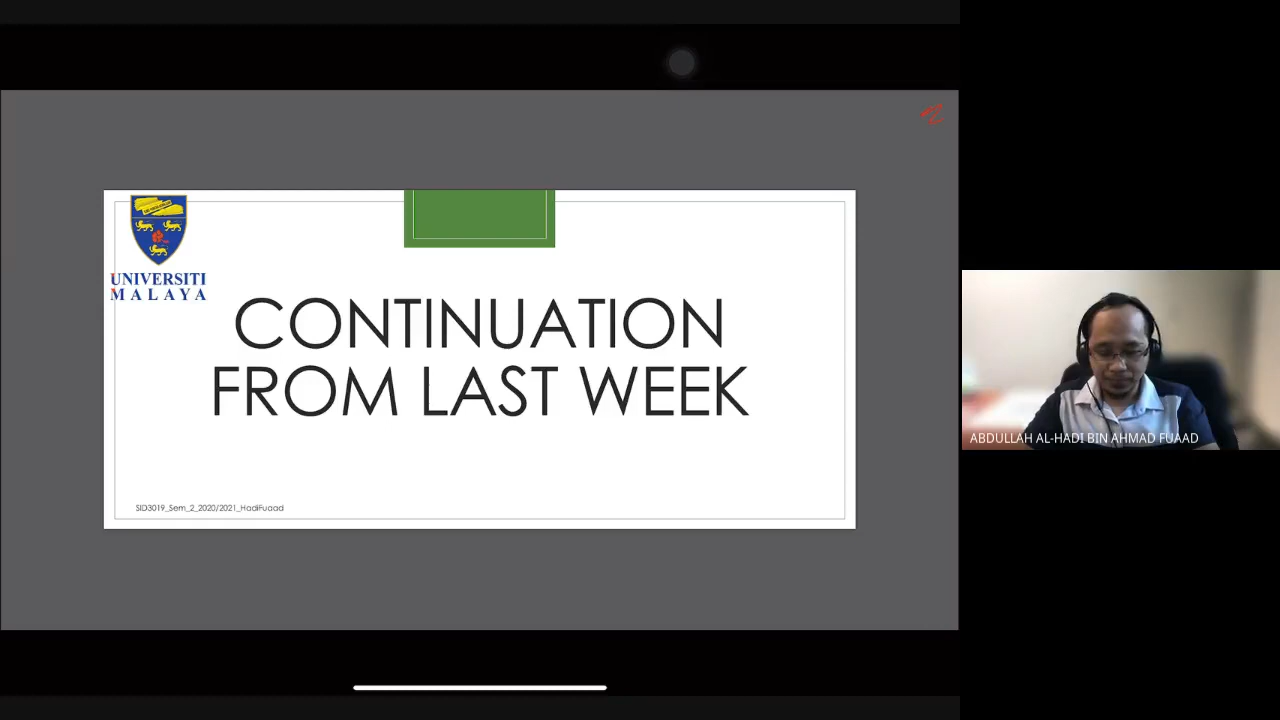 UNIVERSITI
MALAYA
CONTINUATION
FROM LAST WEEK
SID3019_Sem_2_2020/2021_HadiFuaad
ABDULLAH AL-HADI BIN AHMAD FUAAD